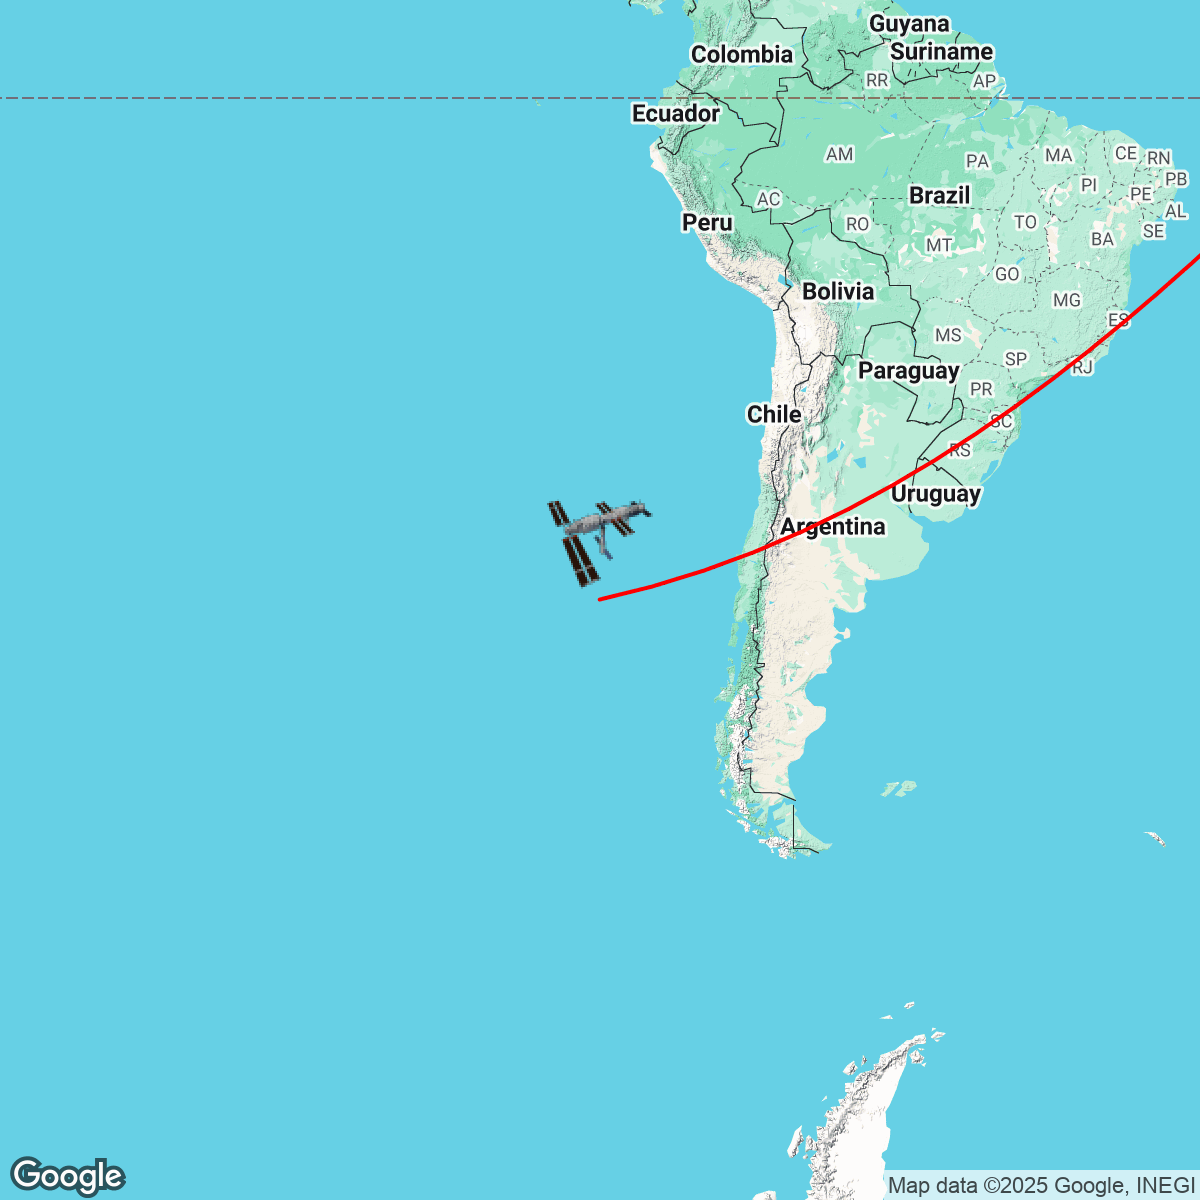 Guyana
Suriname
Colombia
RR
AP
Ecuador
AM
PA
MA
CE
RN
PB
PI
PE
AL
AC
Brazil
TO
SE
Peru
RO
BA
MT
GO
Bolivia
MG
ES
MS
SP
RJ
Paraguay
PR
Chile
SC
RS
Uruguay
Argentina
Google
Map data ©2025 Google, INEGI